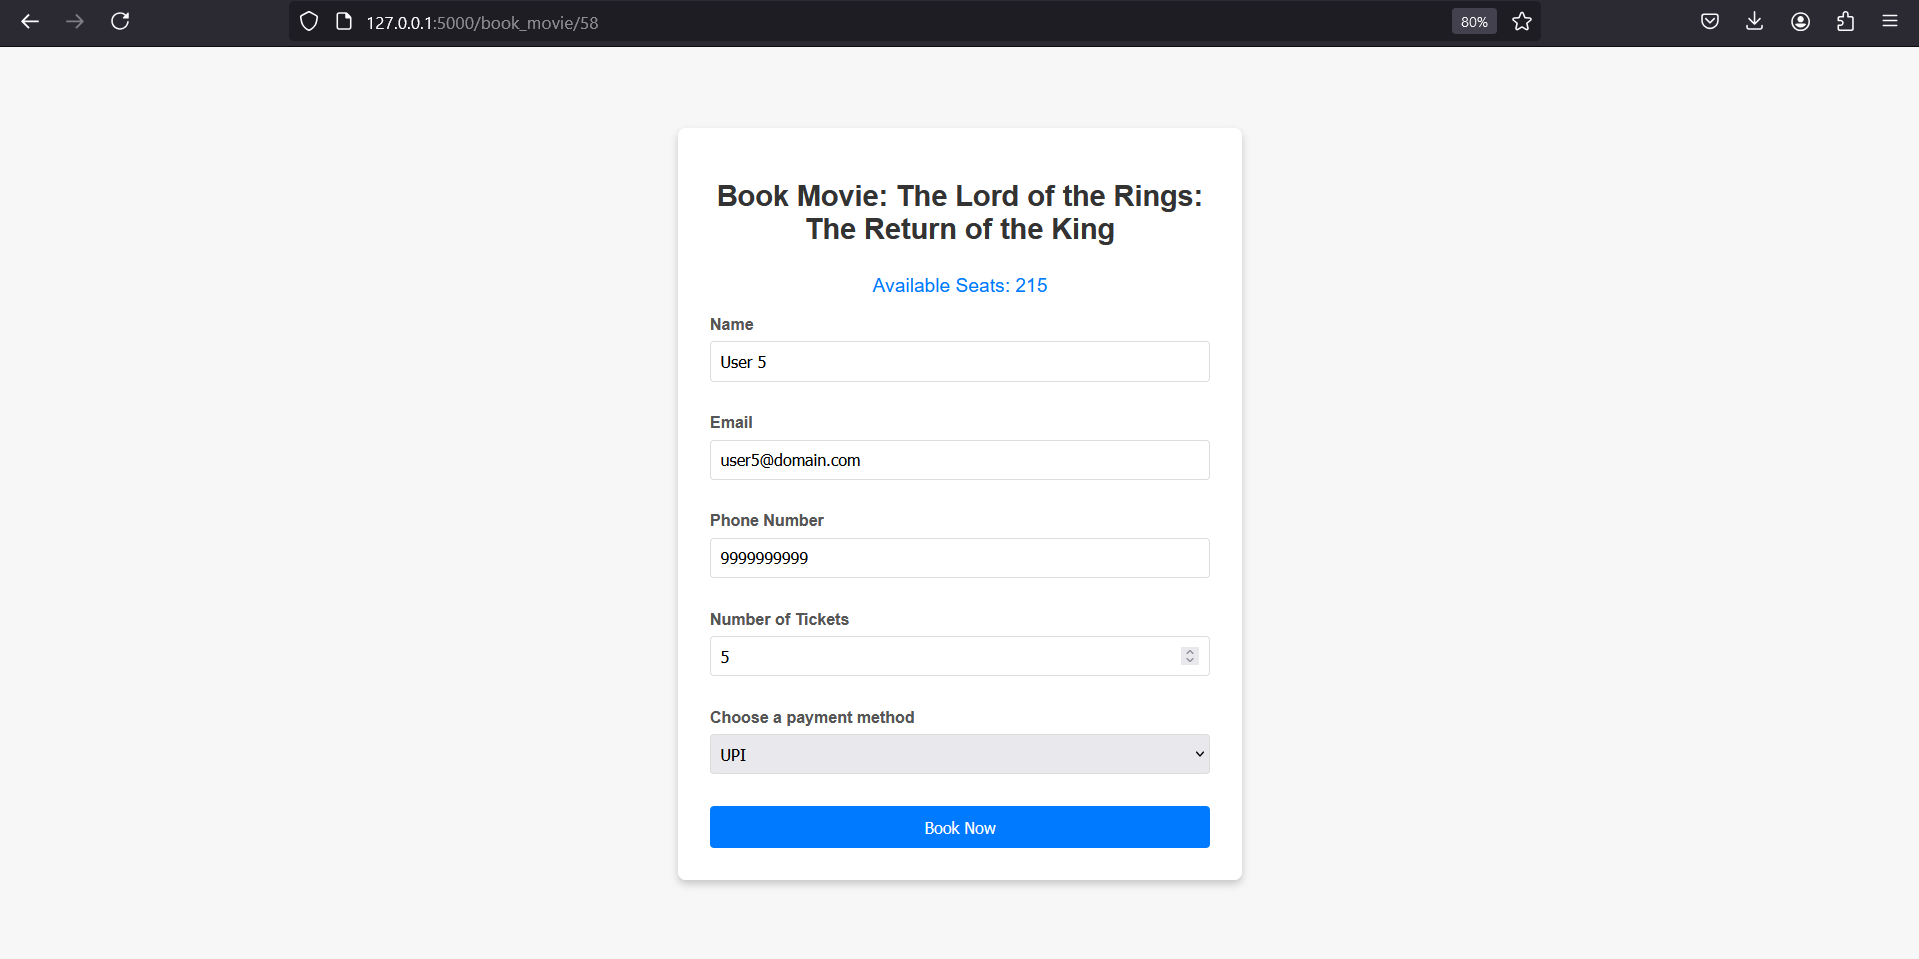 127.0.0.1:5000/book_movie/58
80%
Book Movie: The Lord of the Rings:
The Return of the King
Available Seats: 215
Name
User 5
Email
user5@domain.com
Phone Number
9999999999
Number of Tickets
5
Choose a payment method
UPI
Book Now